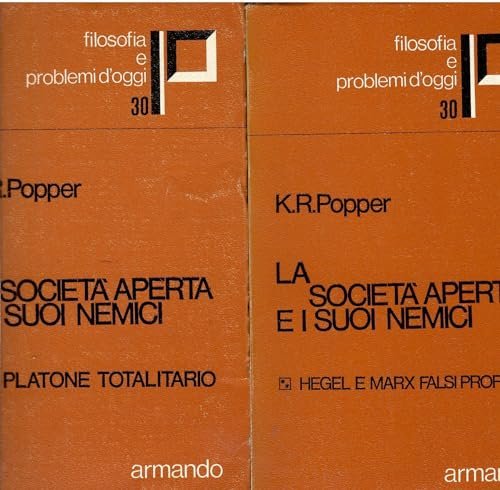 filosofia
e
problemi d'oggi
30
R.Popper
SOCIETÀ APERTA
SUOI NEMICI
PLATONE TOTALITARIO
armando
filosofia
e
problemi d'oggi
30
K.R.Popper
LA
SOCIETÀ APERT
E I SUOI NEMICI
HEGEL E MARX FALSI PROF
arman